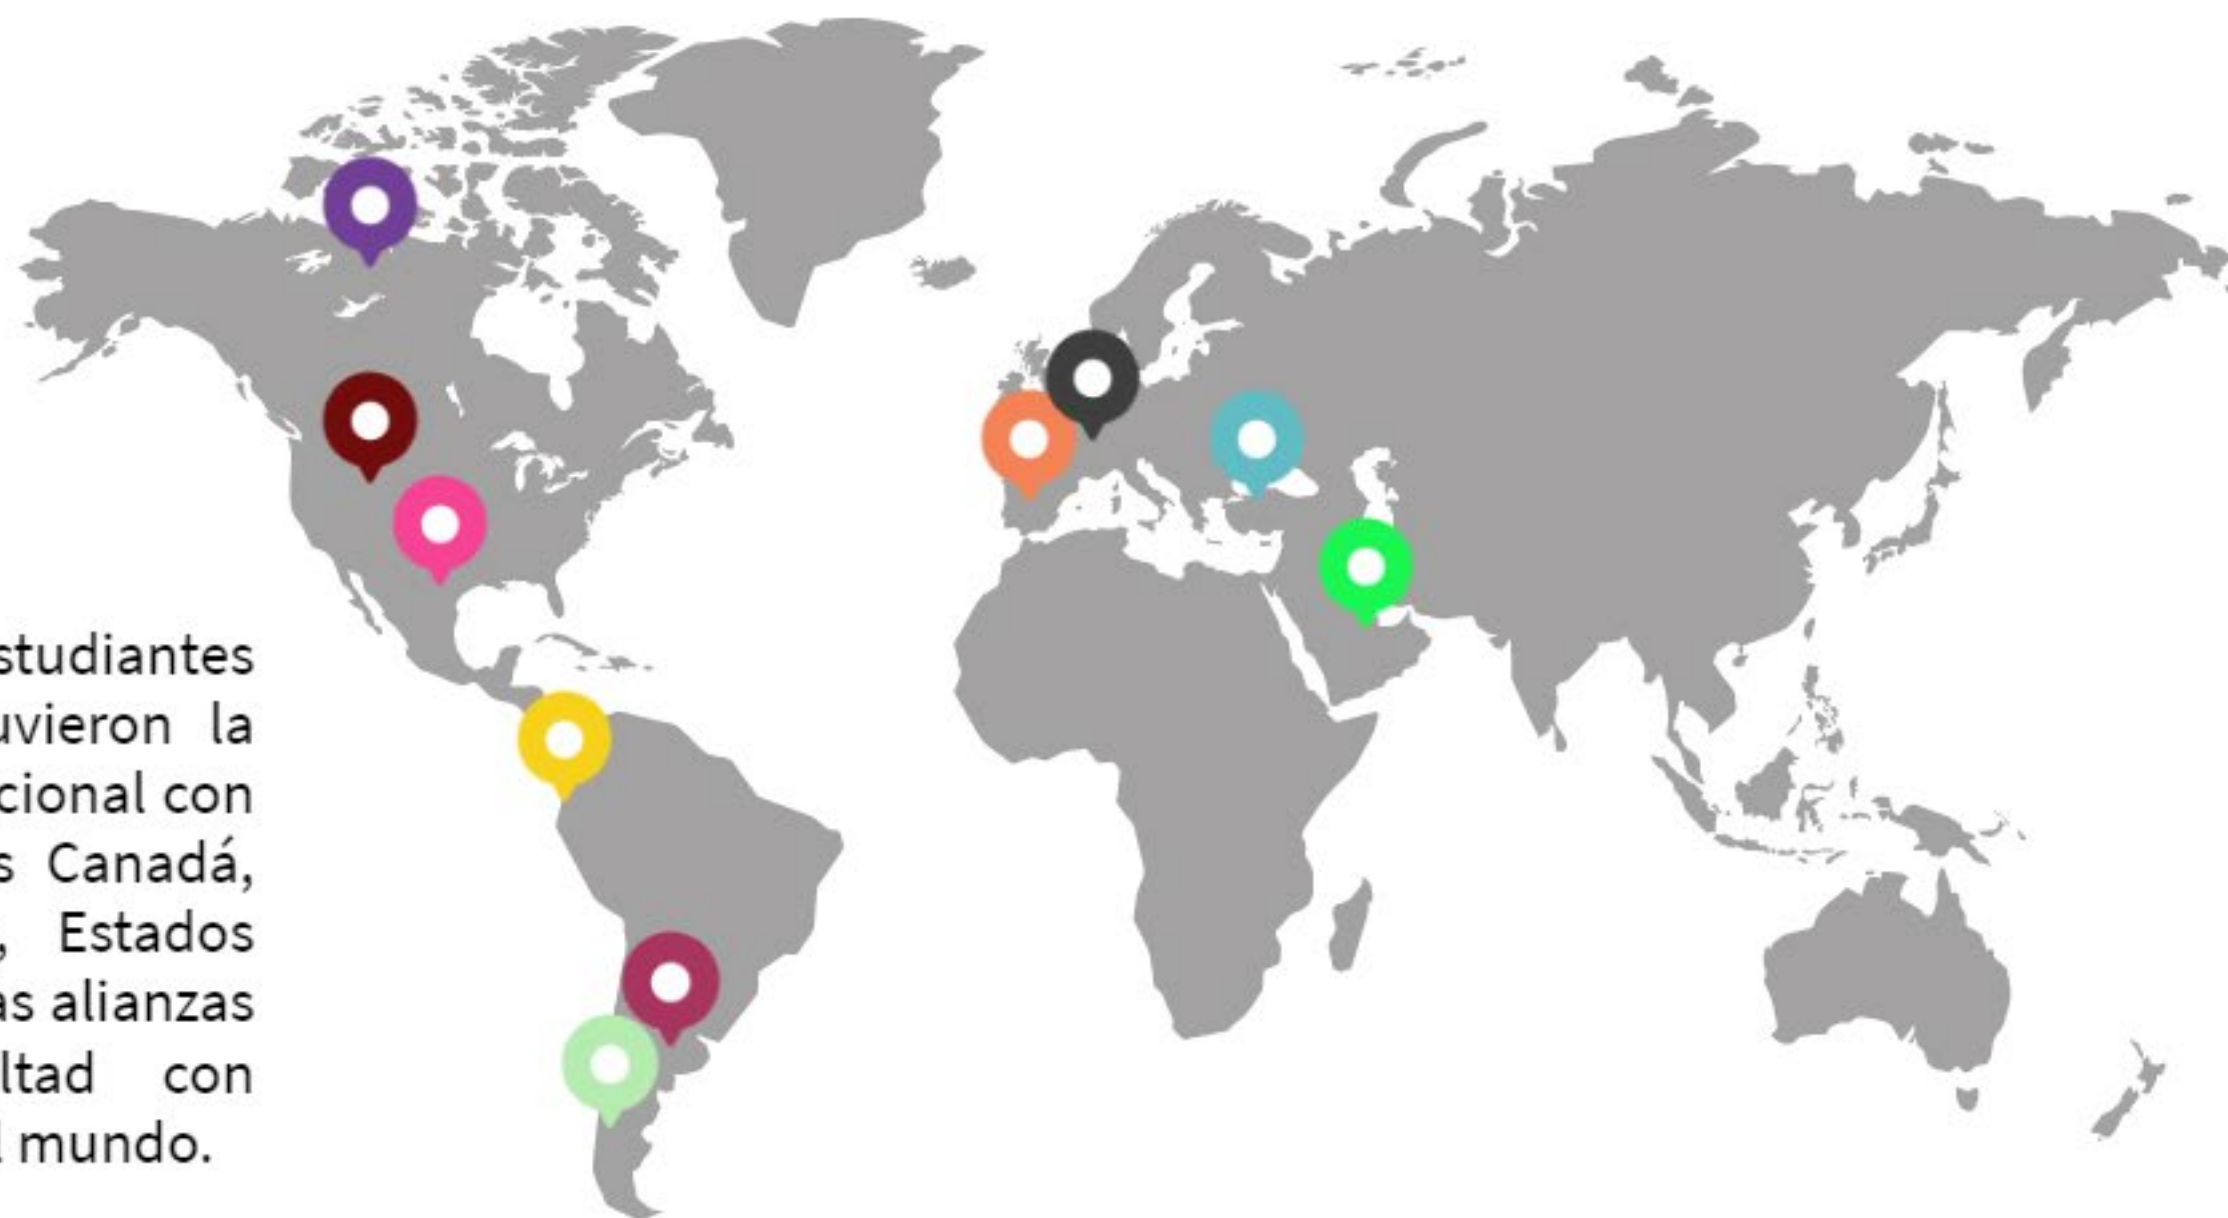 studiantes
uvieron la
cional con
s Canadá,
, Estados
as alianzas
ltad con
l mundo.